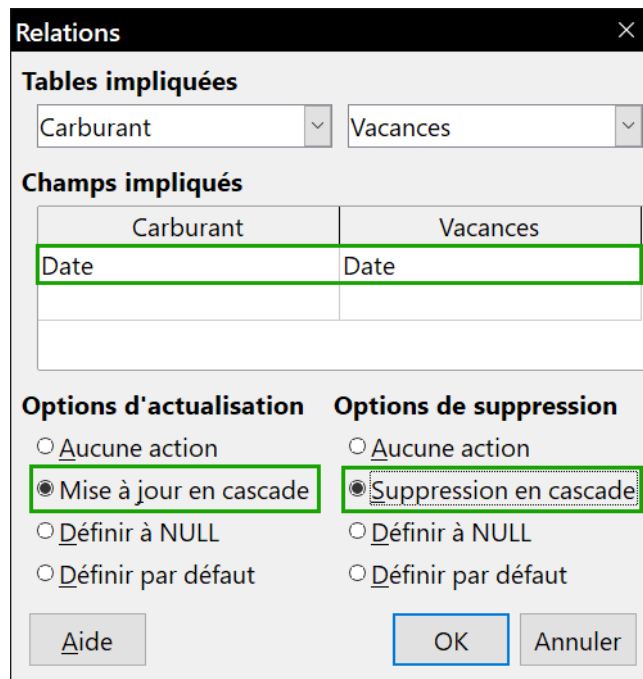 Relations
Tables impliquées
Carburant Vacances
Champs impliqués
Carburant Vacances
Date Date
Options d'actualisation Options de suppression
Aucune action Aucune action
Mise à jour en cascade Suppression en cascade
Définir à NULL Définir à NULL
Définir par défaut Définir par défaut
Aide OK Annuler